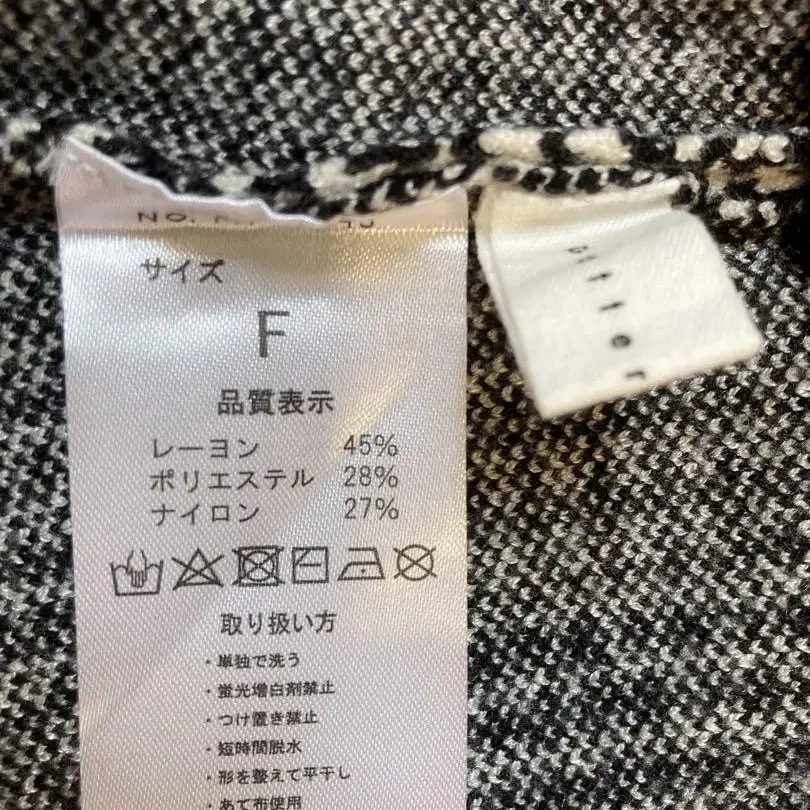 サイズ
F
品質表示
レーヨン 45%
ポリエステル 28%
ナイロン 27%
取り扱い方
・単独で洗う
・蛍光増白剤禁止
・つけ置き禁止
・短時間脱水
・形を整えて平干し
・あて布使用
bitter